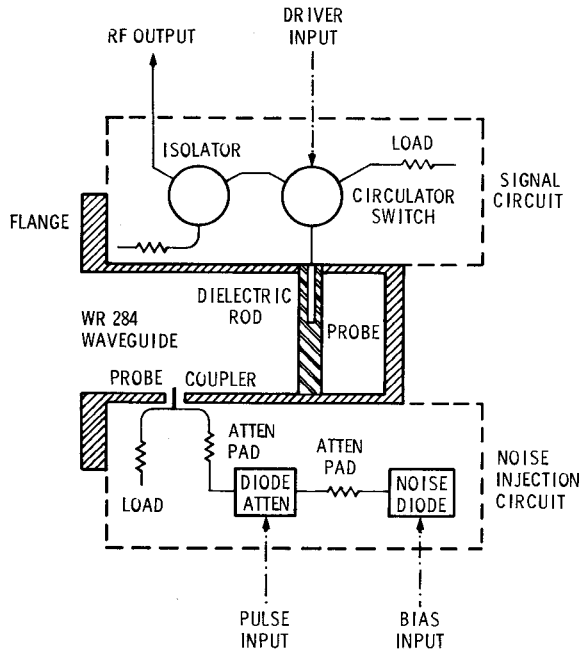 DRIVER
INPUT
RF OUTPUT
ISOLATOR
LOAD
CIRCULATOR
SWITCH
SIGNAL
CIRCUIT
FLANGE
DIELECTRIC
ROD
PROBE
WR 284
WAVEGUIDE
PROBE COUPLER
ATTEN
PAD
ATTEN
PAD
LOAD
DIODE
ATTEN
NOISE
DIODE
NOISE
INJECTION
CIRCUIT
PULSE
INPUT
BIAS
INPUT